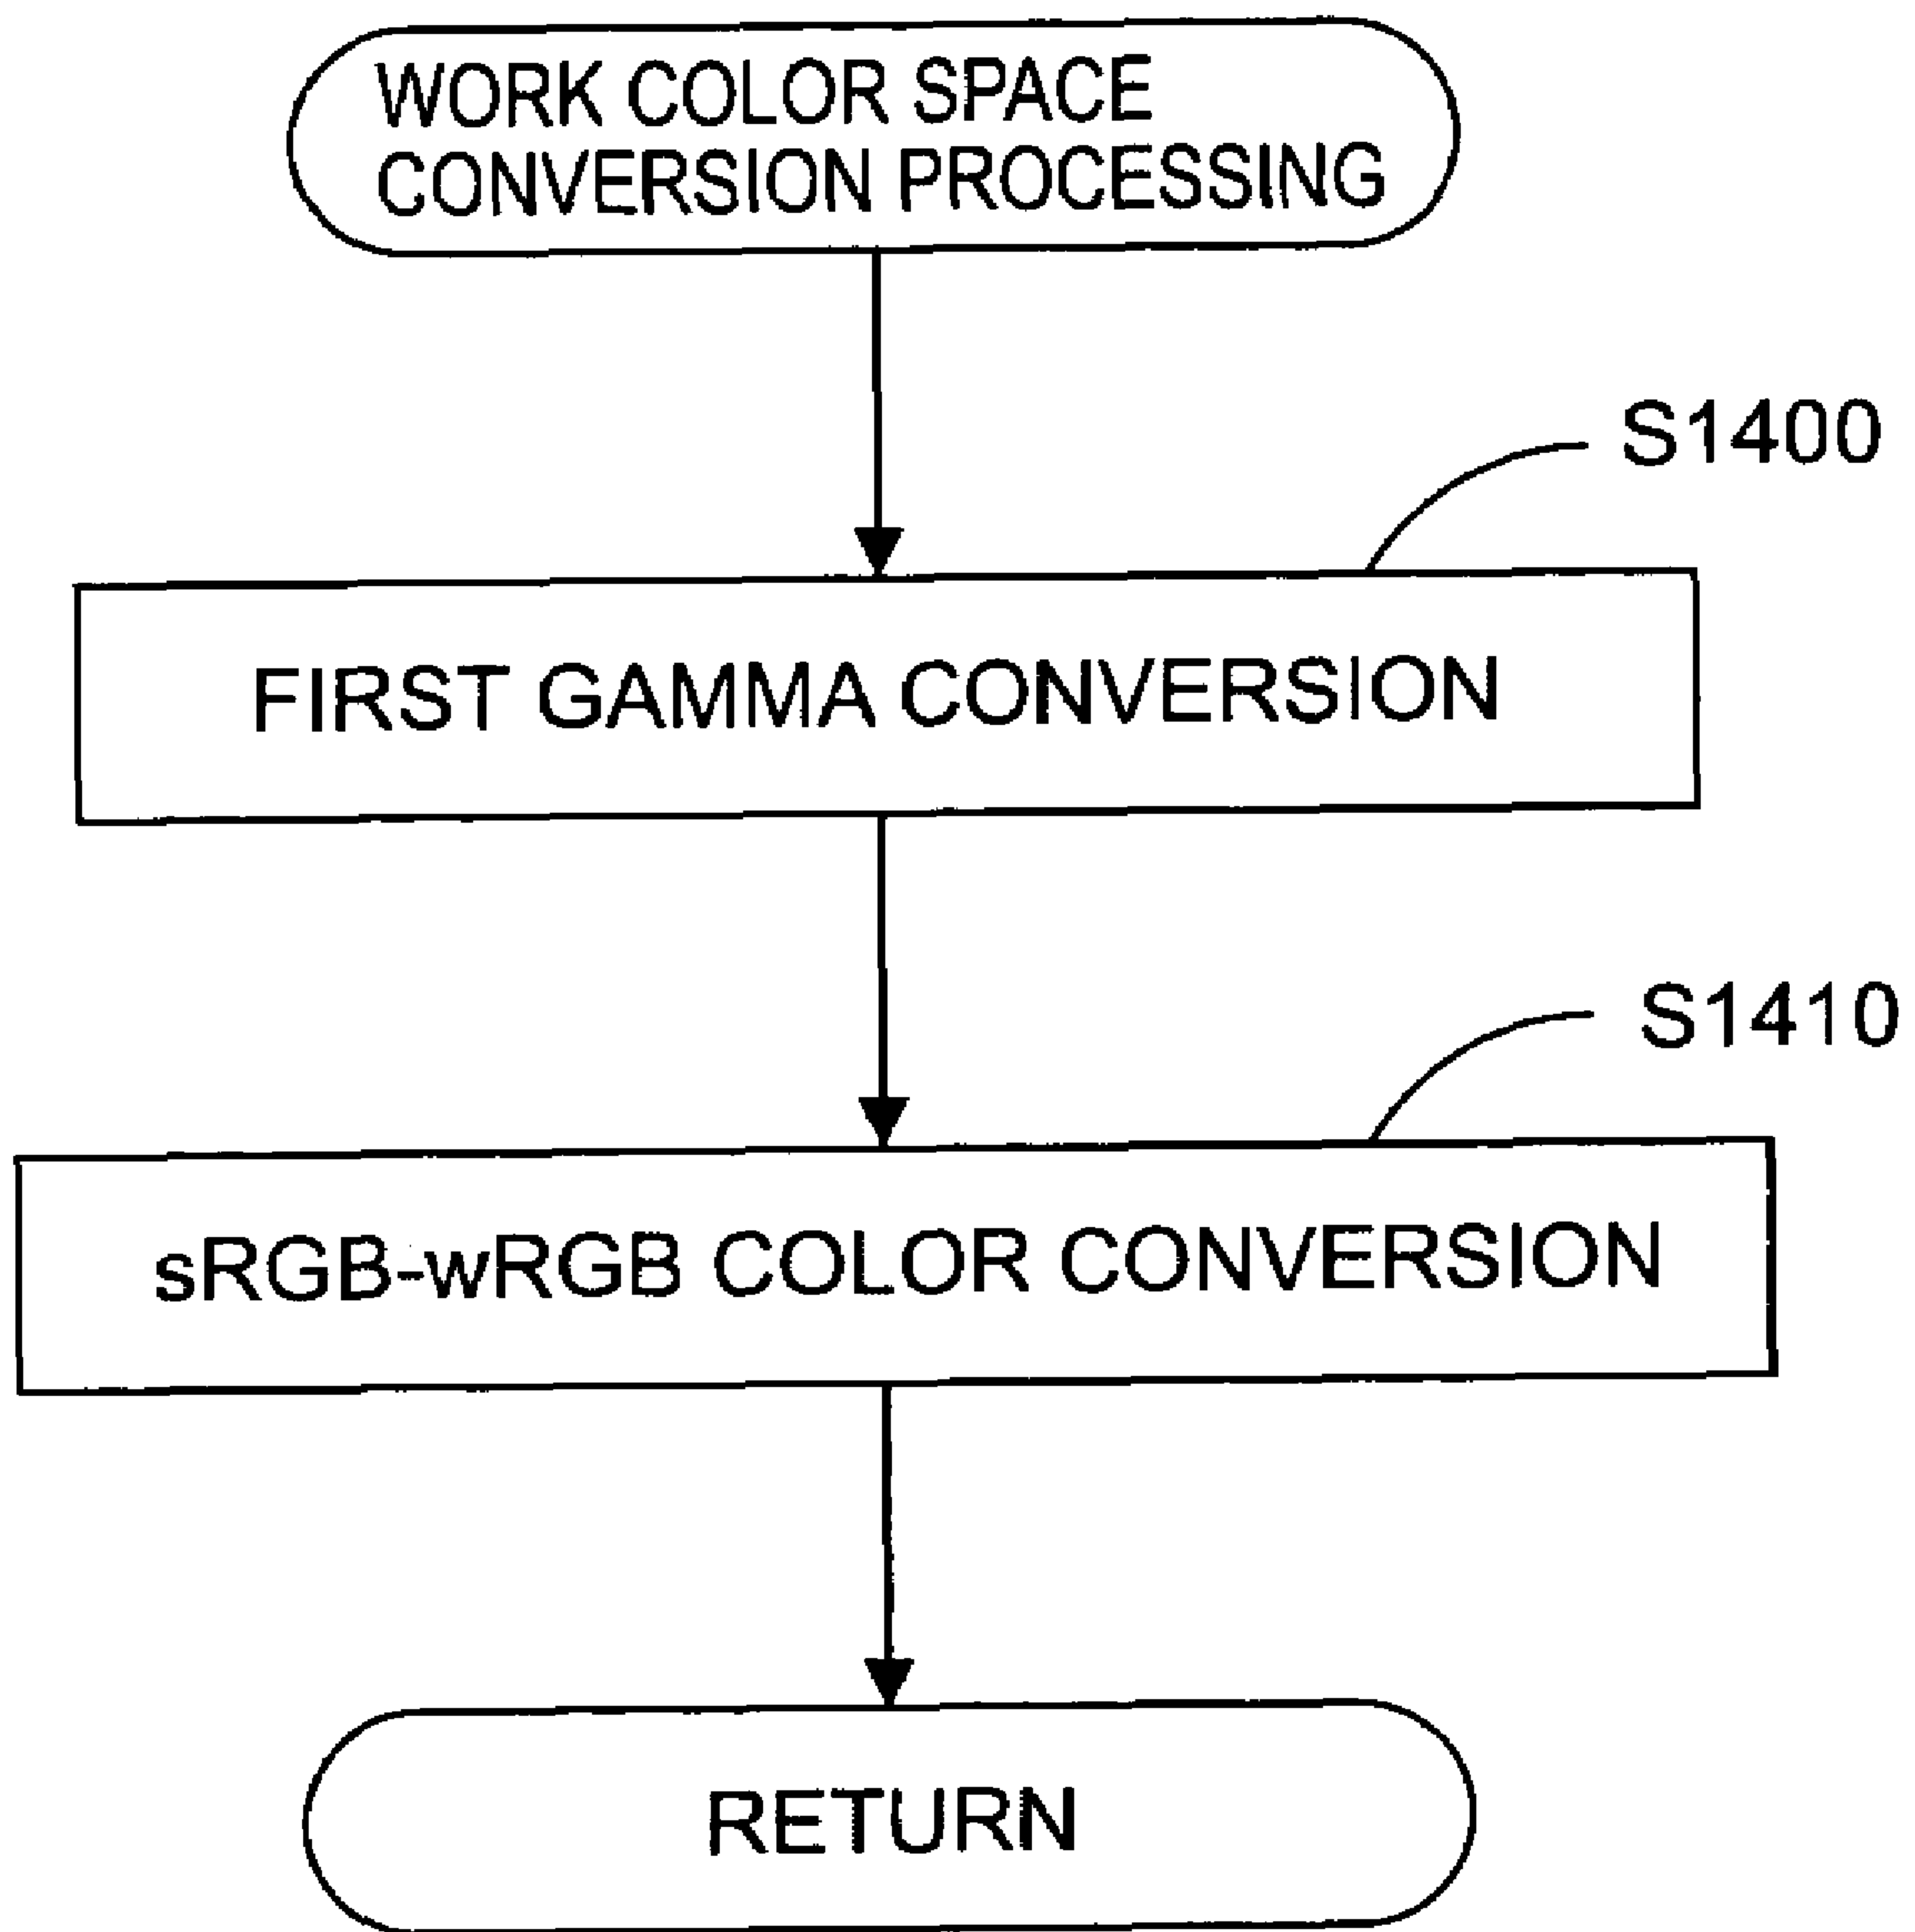 WORK COLOR SPACE
CONVERSION PROCESSING
S1400
FIRST GAMMA CONVERSION
S1410
sRGB-wRGB COLOR CONVERSION
RETURN